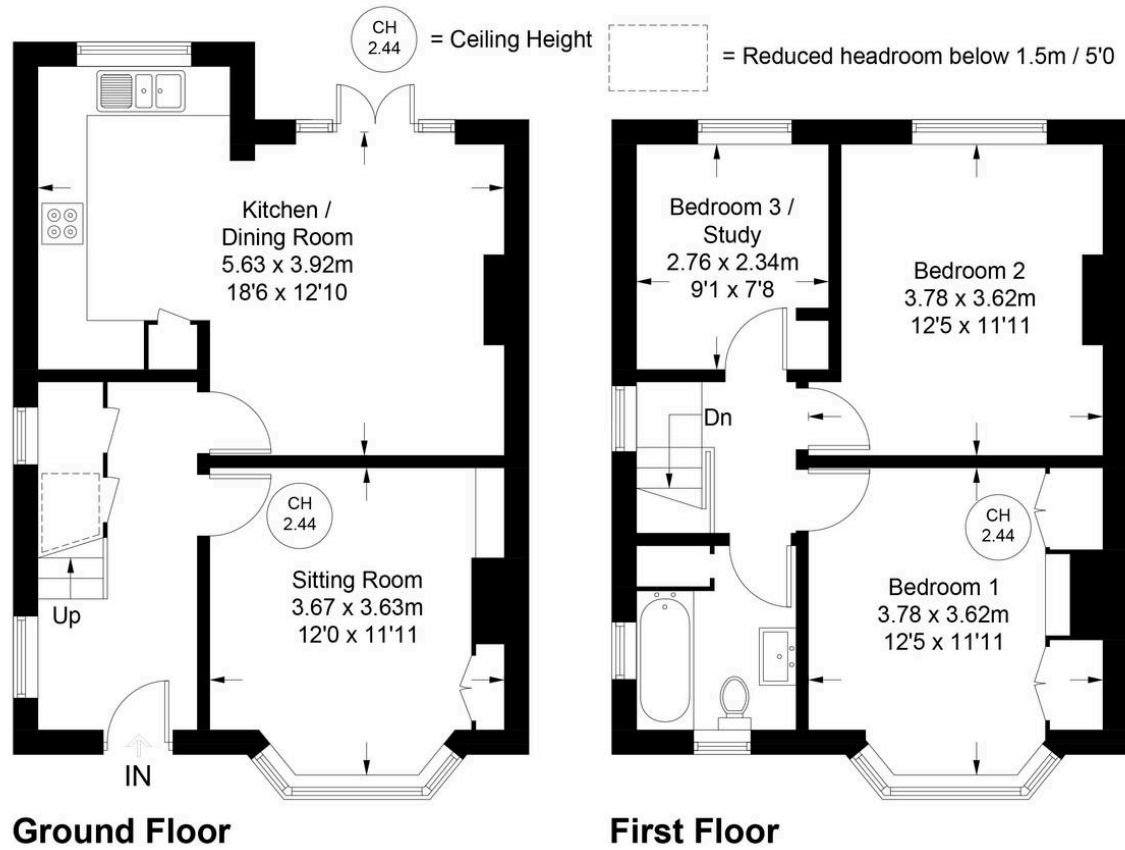 CH
2.44
= Ceiling Height
= Reduced headroom below 1.5m / 5'0
Kitchen /
Dining Room
5.63 x 3.92m
18'6 x 12'10
CH
2.44
Sitting Room
3.67 x 3.63m
12'0 x 11'11
Up
IN
Ground Floor
Bedroom 3 /
Study
2.76 x 2.34m
9'1 x 7'8
Bedroom 2
3.78 x 3.62m
12'5 x 11'11
Dn
CH
2.44
Bedroom 1
3.78 x 3.62m
12'5 x 11'11
First Floor